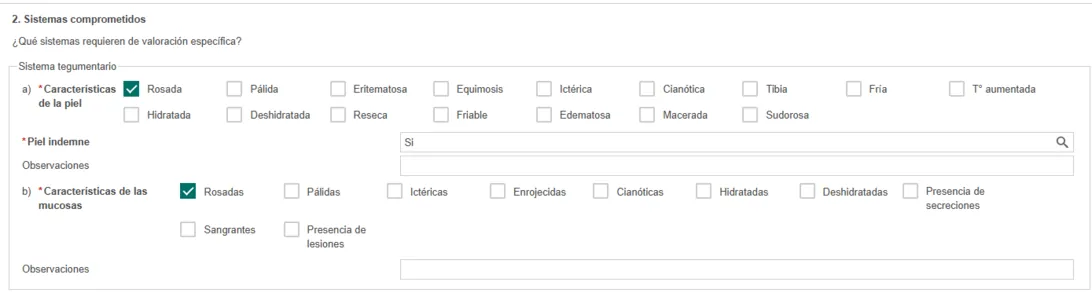 2. Sistemas comprometidos
¿Qué sistemas requieren de valoración específica?
Sistema tegumentario
a) *Características de la piel
Rosada Pálida Eritematosa Equimosis Ictérica Cianótica Tibia Fría T° aumentada
Hidratada Deshidratada Reseca Friable Edematosa Macerada Sudorosa
*Piel indemne Sí
Observaciones
b) *Características de las mucosas
Rosadas Pálidas Ictéricas Enrojecidas Cianóticas Hidratadas Deshidratadas Presencia de secreciones
Sangrantes Presencia de lesiones
Observaciones